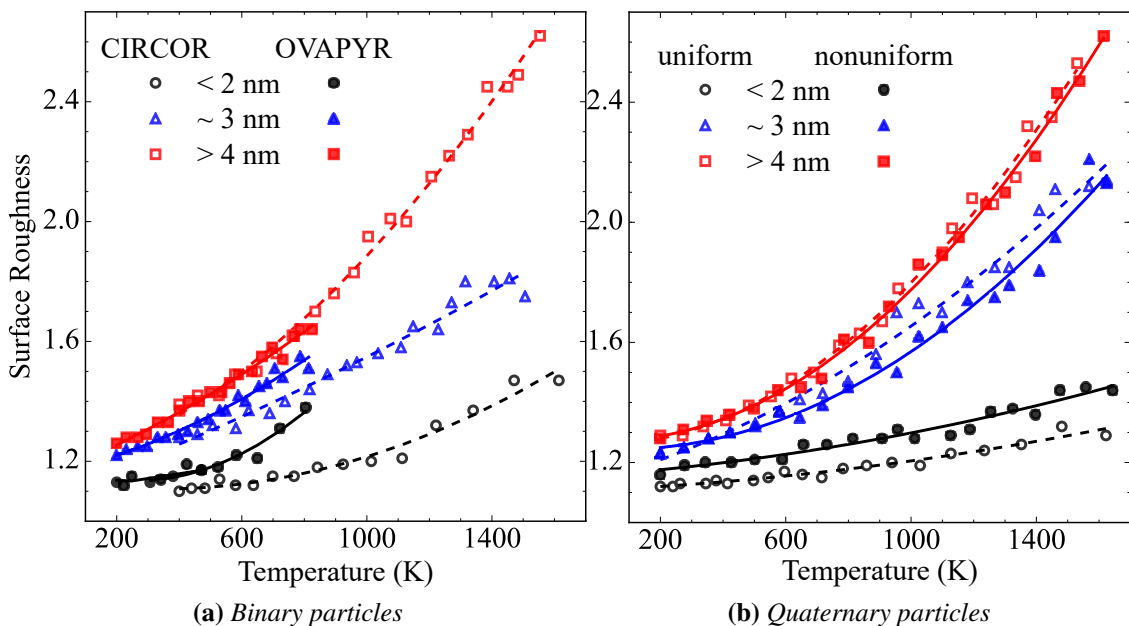 CIRCOR OVAPYR
< 2 nm
~ 3 nm
> 4 nm
2.4
2.0
1.6
1.2
Surface Roughness
200 600 1000 1400
Temperature (K)
(a) Binary particles
uniform nonuniform
< 2 nm
~ 3 nm
> 4 nm
2.4
2.0
1.6
1.2
200 600 1000 1400
Temperature (K)
(b) Quaternary particles